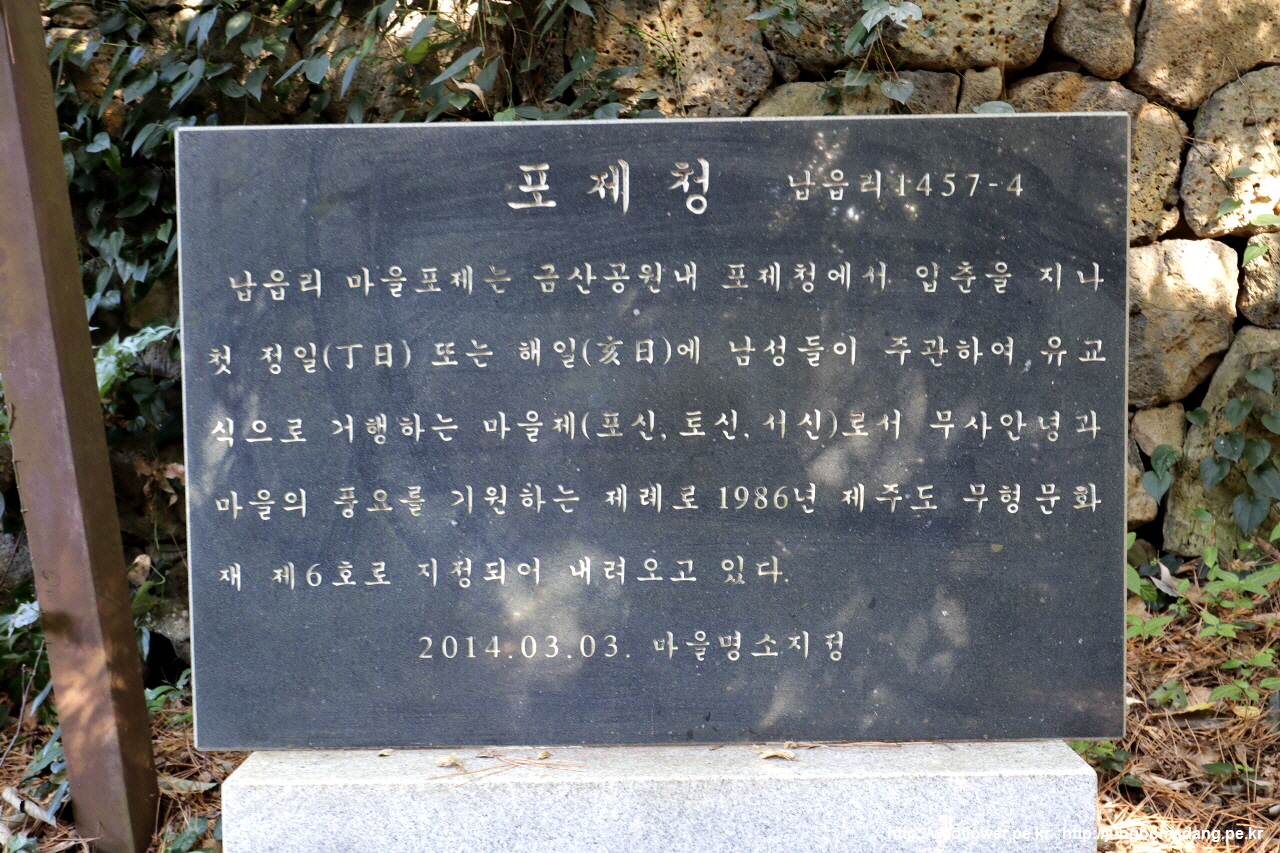 포제청 납읍리1457-4
납읍리 마을포제는 금산공원내 포제청에서 입춘을 지나
첫 정일(丁日) 또는 해일(亥日)에 남성들이 주관하여 유교
식으로 거행하는 마을제(포신, 토신, 서신)로서 무사안녕과
마을의 풍요를 기원하는 제례로 1986년 제주도 무형문화
재 제6호로 지정되어 내려오고 있다.
2014.03.03. 마을명소지정